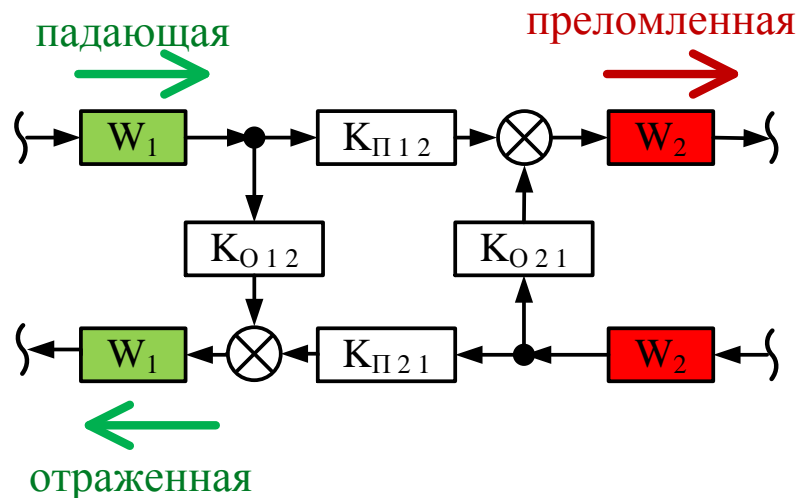 падающая
преломленная
W1
KП 1 2
W2
KО 1 2
KО 2 1
W1
KП 2 1
W2
отраженная